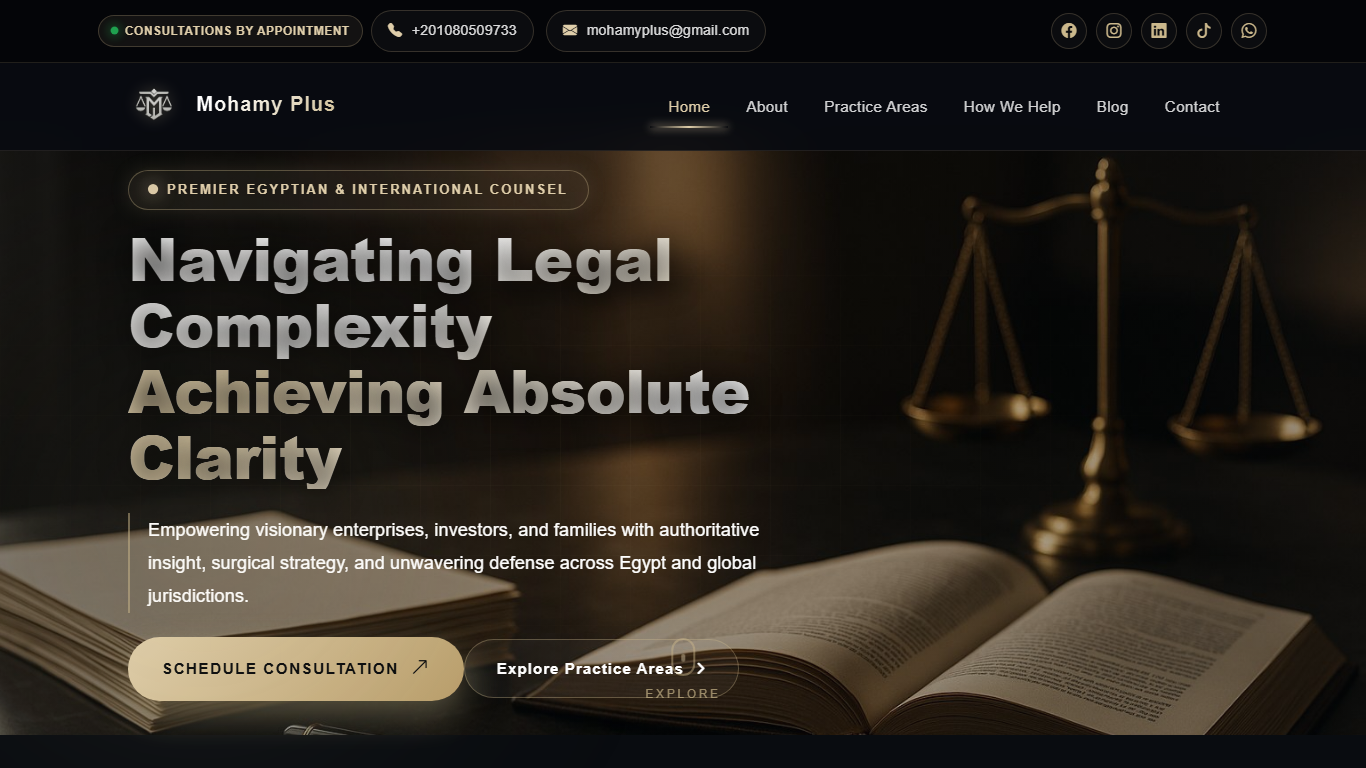 CONSULTATIONS BY APPOINTMENT
+201080509733
mohamyplus@gmail.com
Mohamy Plus
Home
About
Practice Areas
How We Help
Blog
Contact
PREMIER EGYPTIAN & INTERNATIONAL COUNSEL
Navigating Legal
Complexity
Achieving Absolute
Clarity
Empowering visionary enterprises, investors, and families with authoritative
insight, surgical strategy, and unwavering defense across Egypt and global
jurisdictions.
SCHEDULE CONSULTATION
Explore Practice Areas
EXPLORE